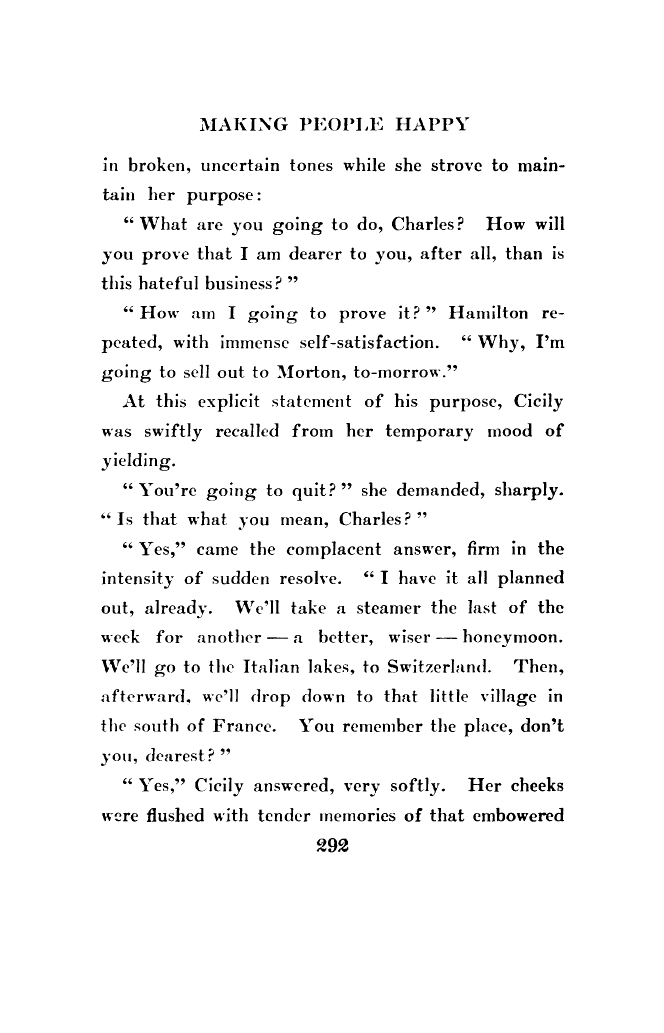 MAKING PEOPLE HAPPY
in broken, uncertain tones while she strove to main-
tain her purpose:
“ What are you going to do, Charles? How will
you prove that I am dearer to you, after all, than is
this hateful business? ”
“ How am I going to prove it? ” Hamilton re-
peated, with immense self-satisfaction. “ Why, I’m
going to sell out to Morton, to-morrow.”
At this explicit statement of his purpose, Cicily
was swiftly recalled from her temporary mood of
yielding.
“ You’re going to quit? ” she demanded, sharply.
“ Is that what you mean, Charles? ”
“ Yes,” came the complacent answer, firm in the
intensity of sudden resolve. “ I have it all planned
out, already. We’ll take a steamer the last of the
week for another — a better, wiser — honeymoon.
We’ll go to the Italian lakes, to Switzerland. Then,
afterward, we’ll drop down to that little village in
the south of France. You remember the place, don’t
you, dearest? ”
“ Yes,” Cicily answered, very softly. Her cheeks
were flushed with tender memories of that embowered
292